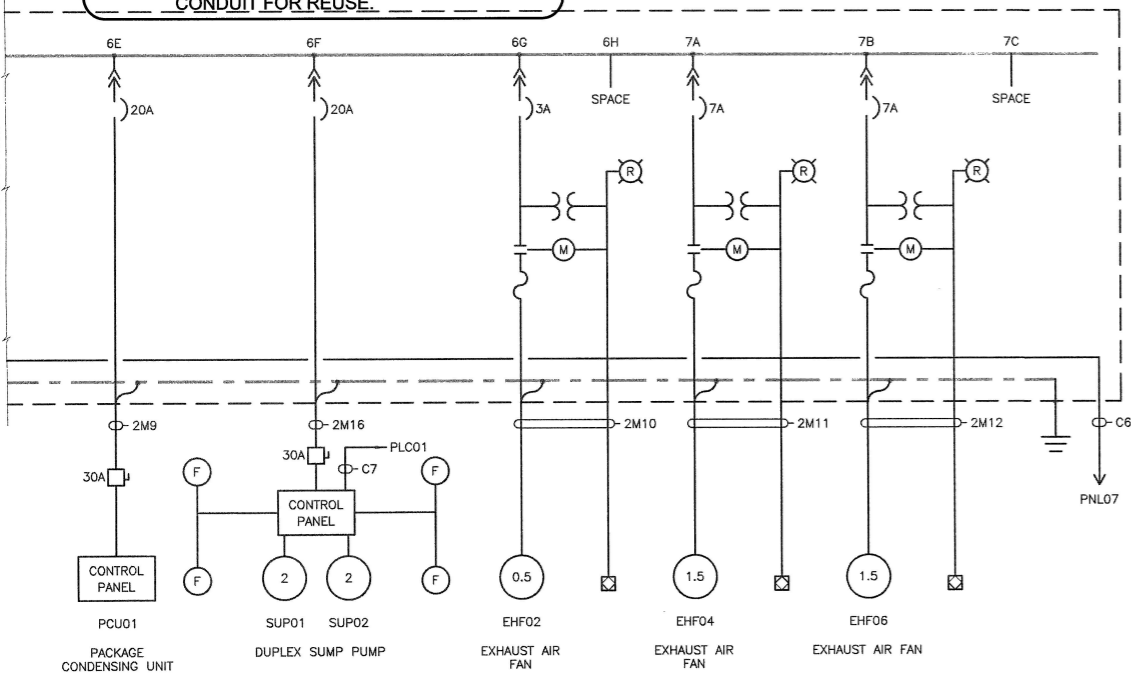 CONDUIT FOR REUSE.
6E
6F
6G
6H
7A
7B
7C
SPACE
SPACE
20A
20A
3A
7A
7A
R
R
R
M
M
M
2M9
2M16
2M10
2M11
2M12
C6
PLC01
30A
30A
C7
F
F
CONTROL
PANEL
PNL07
CONTROL
PANEL
F
2
2
F
0.5
1.5
1.5
PCU01
SUP01
SUP02
EHF02
EHF04
EHF06
PACKAGE
CONDENSING UNIT
DUPLEX SUMP PUMP
EXHAUST AIR
FAN
EXHAUST AIR
FAN
EXHAUST AIR FAN